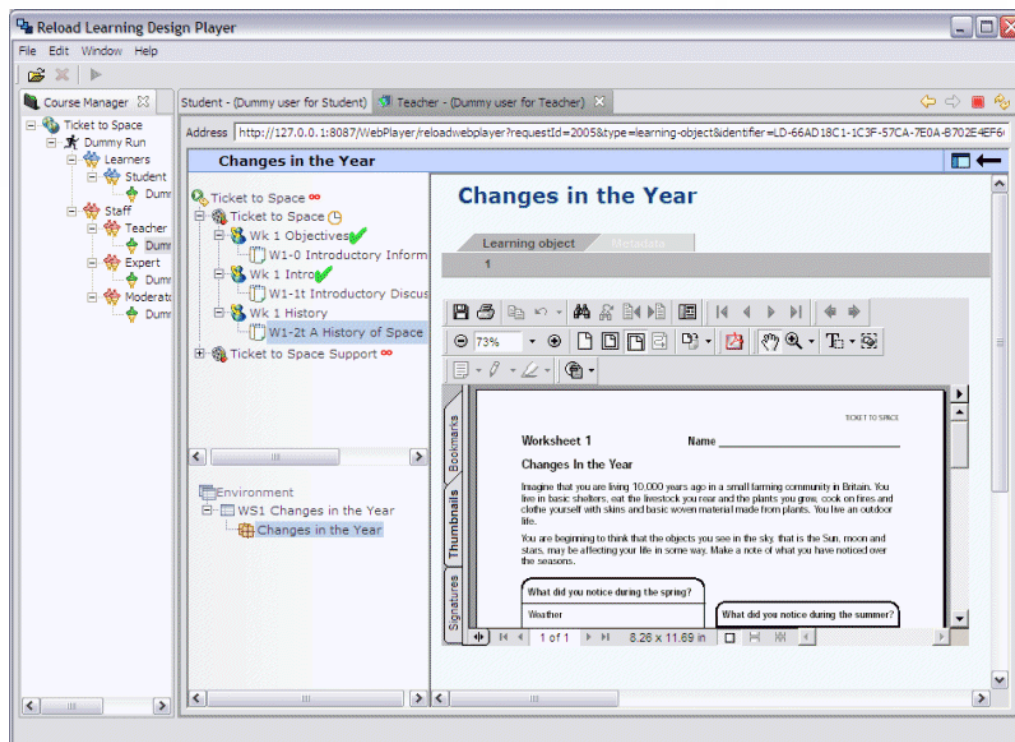 Reload Learning Design Player
File Edit Window Help
Course Manager
Student - (Dummy user for Student)
Teacher - (Dummy user for Teacher)
Ticket to Space
Dummy Run
Learners
Student
Dumr
Staff
Teacher
Dumr
Expert
Dumr
Moderato
Dumr
Address http://127.0.0.1:8087/WebPlayer/reloadwebplayer?requestId=2005&type=learning-object&identifier=LD-66AD18C1-1C3F-57CA-7E0A-B702E4EF6
Changes in the Year
Ticket to Space
Ticket to Space
Wk 1 Objectives
W1-0 Introductory Inform
Wk 1 Intro
W1-1t Introductory Discus
Wk 1 History
W1-2t A History of Space
Ticket to Space Support
Environment
WS1 Changes in the Year
Changes in the Year
Changes in the Year
Learning object
Metadata
1
73%
Bookmarks
Thumbnails
Signatures
TICKET TO SPACE
Worksheet 1 Name
Changes In the Year
Imagine that you are living 10,000 years ago in a small farming community in Britain. You
live in basic shelters, eat the livestock you rear and the plants you grow, cook on fires and
clothe yourself with skins and basic woven material made from plants. You live an outdoor
life.
You are beginning to think that the objects you see in the sky, that is the Sun, moon and
stars, may be affecting your life in some way. Make a note of what you have noticed over
the seasons.
What did you notice during the spring?
Weather
What did you notice during the summer?
1 of 1
8.26 x 11.69 in